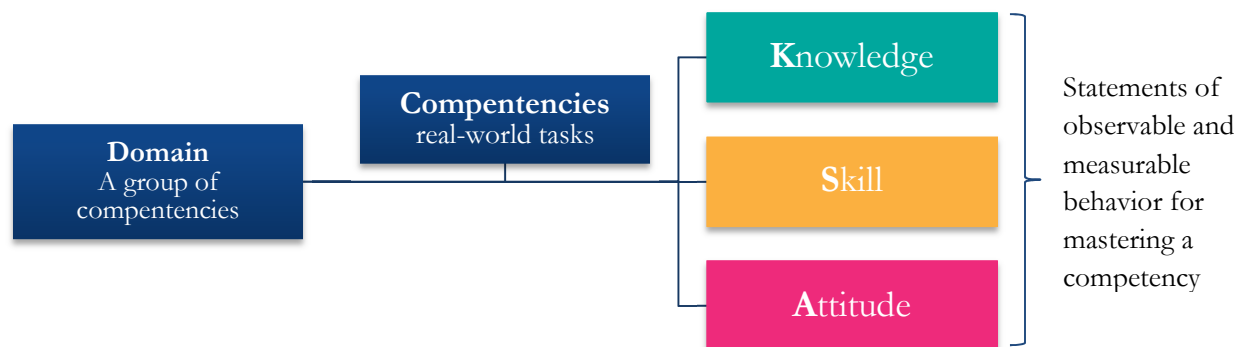 Domain
A group of
compentencies
Compentencies
real-world tasks
Knowledge
Skill
Attitude
Statements of
observable and
measurable
behavior for
mastering a
competency